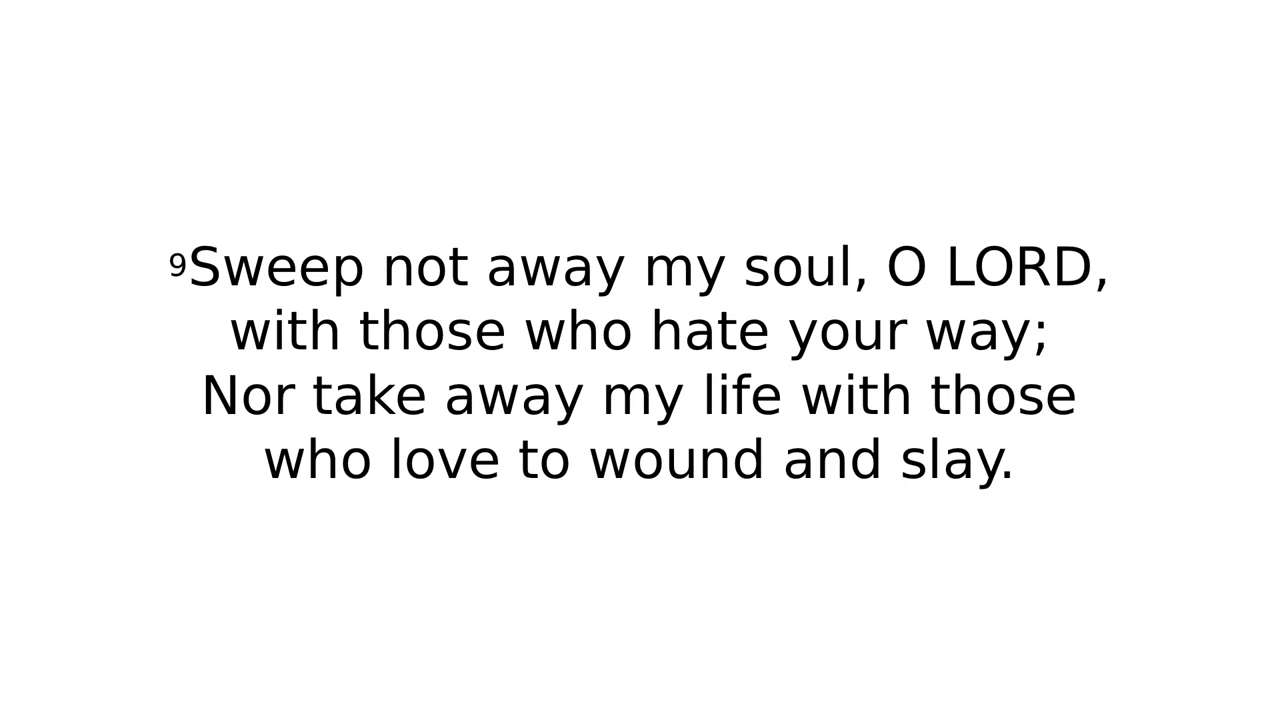 ⁹Sweep not away my soul, O LORD,
with those who hate your way;
Nor take away my life with those
who love to wound and slay.